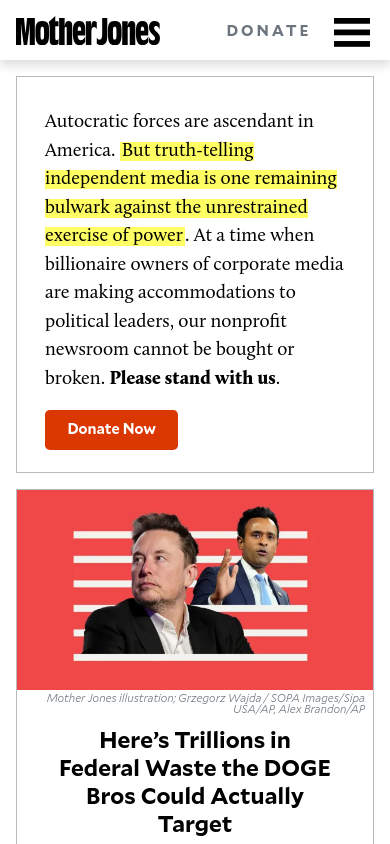 Mother Jones
DONATE
Autocratic forces are ascendant in
America. But truth-telling
independent media is one remaining
bulwark against the unrestrained
exercise of power. At a time when
billionaire owners of corporate media
are making accommodations to
political leaders, our nonprofit
newsroom cannot be bought or
broken. Please stand with us.
Donate Now
Mother Jones illustration; Grzegorz Wajda / SOPA Images/Sipa
USA/AP, Alex Brandon/AP
Here’s Trillions in
Federal Waste the DOGE
Bros Could Actually
Target